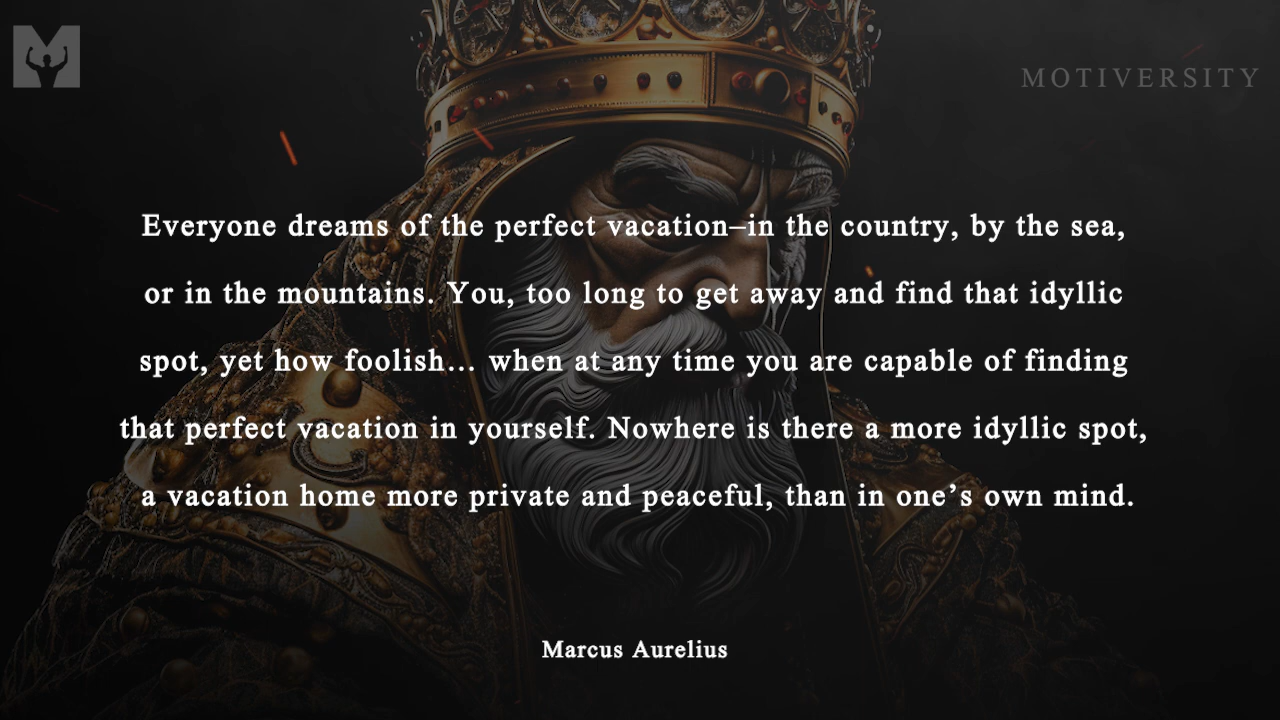 MOTIVERSITY
Everyone dreams of the perfect vacation–in the country, by the sea,
or in the mountains. You, too long to get away and find that idyllic
spot, yet how foolish… when at any time you are capable of finding
that perfect vacation in yourself. Nowhere is there a more idyllic spot,
a vacation home more private and peaceful, than in one’s own mind.
Marcus Aurelius